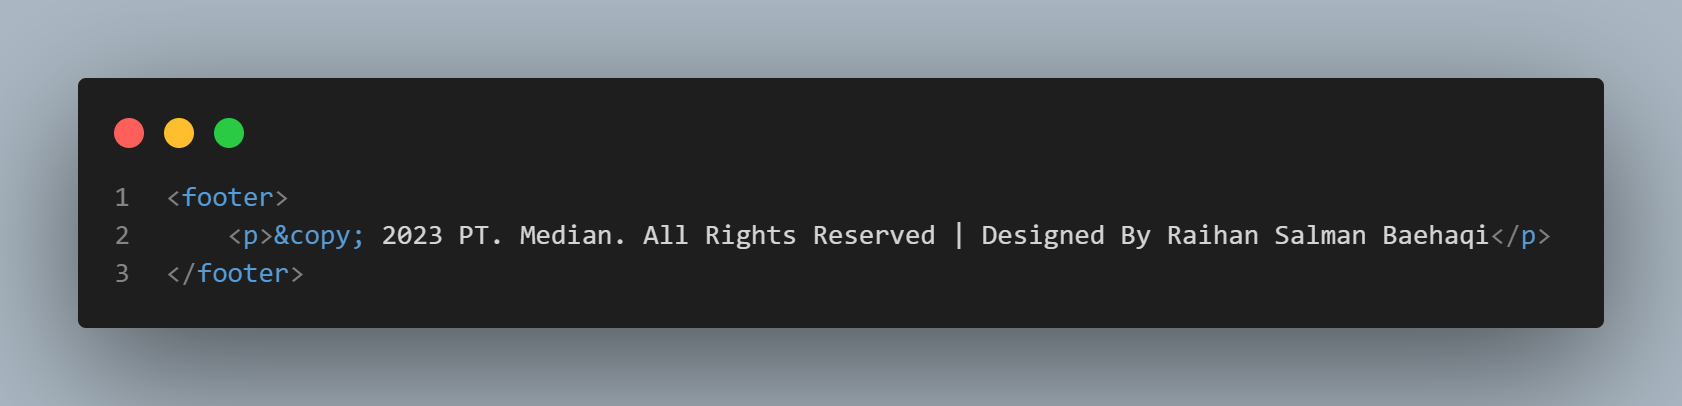 1 <footer>
2     <p>&copy; 2023 PT. Median. All Rights Reserved | Designed By Raihan Salman Baehaqi</p>
3 </footer>